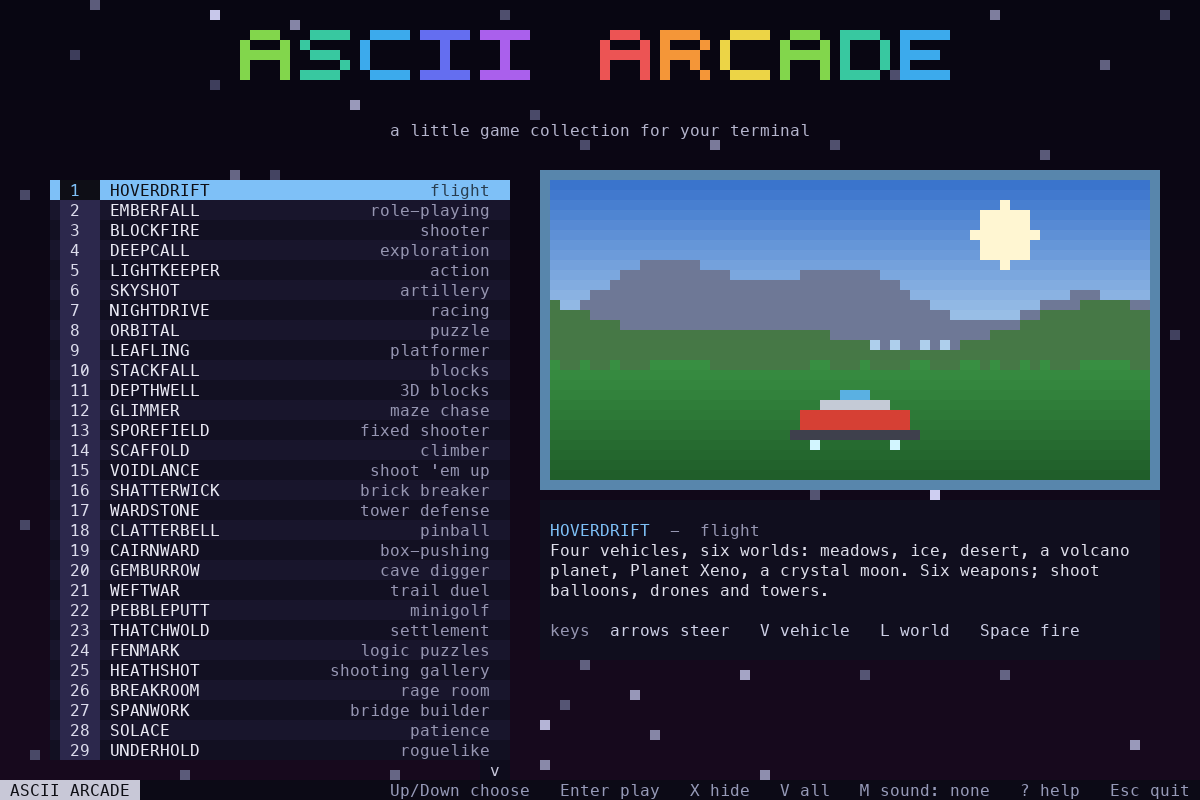 ASCII ARCADE
a little game collection for your terminal
1 HOVERDRIFT flight
2 EMBERFALL role–playing
3 BLOCKFIRE shooter
4 DEEPCALL exploration
5 LIGHTKEEPER action
6 SKYSHOT artillery
7 NIGHTDRIVE racing
8 ORBITAL puzzle
9 LEAFLING platformer
10 STACKFALL blocks
11 DEPTHWELL 3D blocks
12 GLIMMER maze chase
13 SPOREFIELD fixed shooter
14 SCAFFOLD climber
15 VOIDLANCE shoot 'em up
16 SHATTERWICK brick breaker
17 WARDSTONE tower defense
18 CLATTERBELL pinball
19 CAIRNWARD box–pushing
20 GEMBURROW cave digger
21 WEFTWAR trail duel
22 PEBBLEPUTT minigolf
23 THATCHWOLD settlement
24 FENMARK logic puzzles
25 HEATHSHOT shooting gallery
26 BREAKROOM rage room
27 SPANWORK bridge builder
28 SOLACE patience
29 UNDERHOLD roguelike
v
HOVERDRIFT – flight
Four vehicles, six worlds: meadows, ice, desert, a volcano
planet, Planet Xeno, a crystal moon. Six weapons; shoot
balloons, drones and towers.
keys arrows steer V vehicle L world Space fire
ASCII ARCADE Up/Down choose Enter play X hide V all M sound: none ? help Esc quit